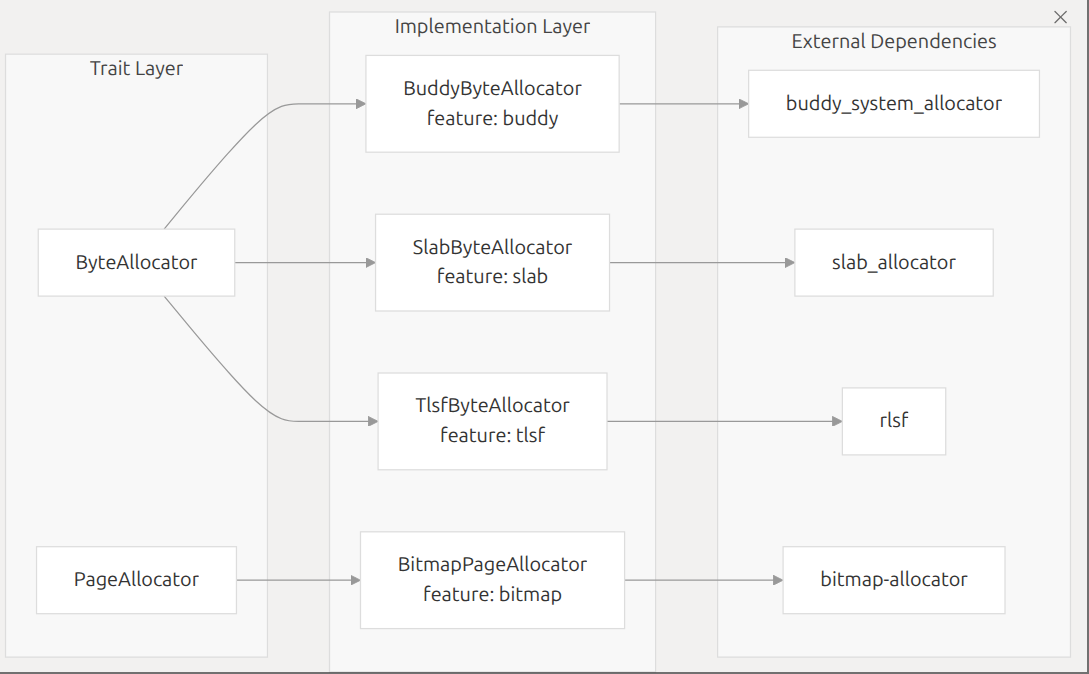 Trait Layer
ByteAllocator
PageAllocator
Implementation Layer
BuddyByteAllocator
feature: buddy
SlabByteAllocator
feature: slab
TlsfByteAllocator
feature: tlsf
BitmapPageAllocator
feature: bitmap
External Dependencies
buddy_system_allocator
slab_allocator
rlsf
bitmap-allocator